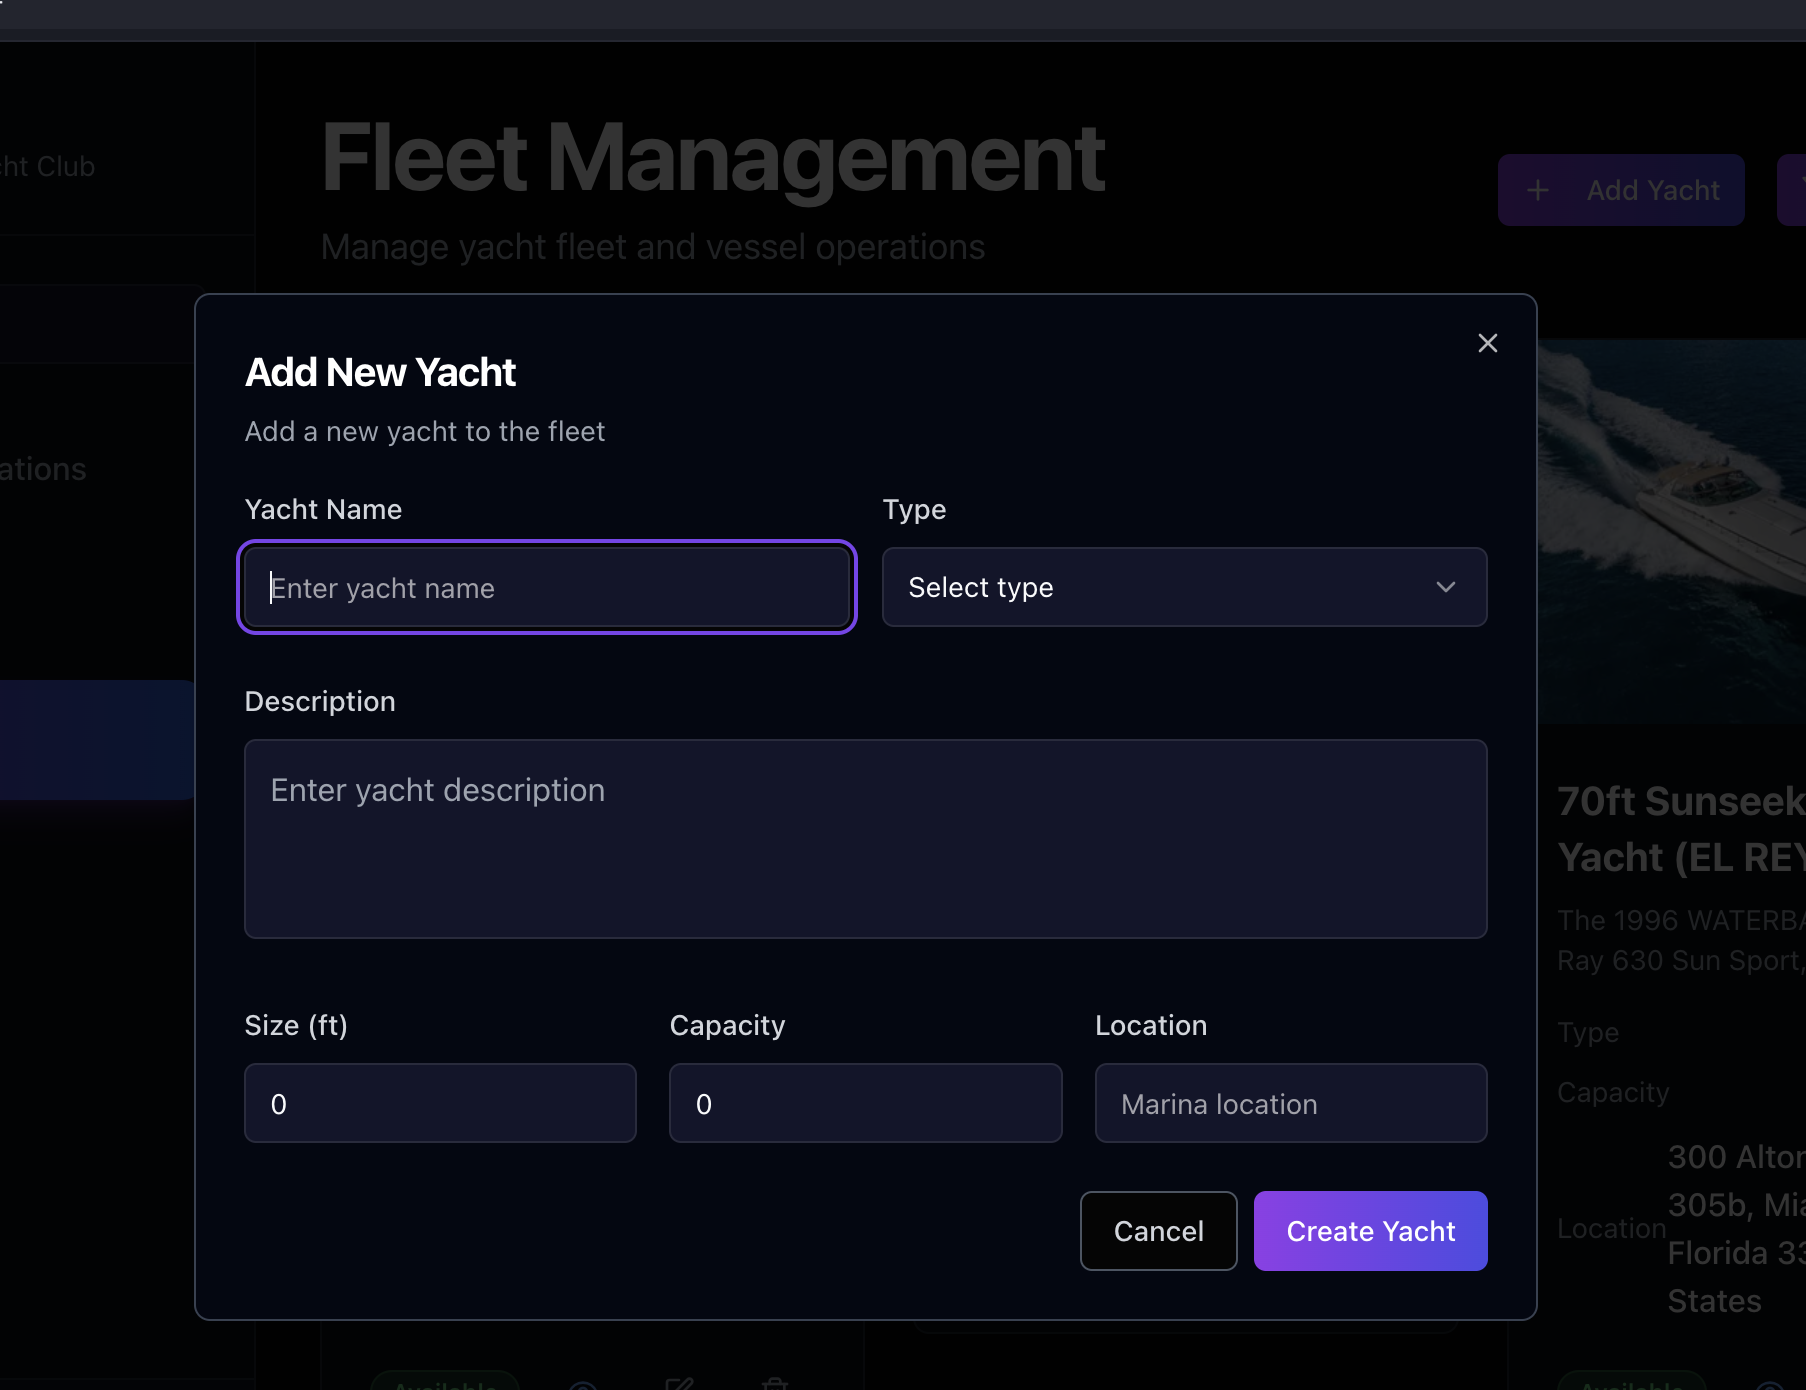 ht Club
Fleet Management
Manage yacht fleet and vessel operations
+ Add Yacht
ations
Add New Yacht
Add a new yacht to the fleet
Yacht Name
Type
Enter yacht name
Select type
Description
Enter yacht description
Size (ft)
Capacity
Location
0
0
Marina location
Cancel
Create Yacht
70ft Sunseek
Yacht (EL REY
The 1996 WATERBA
Ray 630 Sun Sport,
Type
Capacity
Location
300 Alton
305b, Mia
Florida 33
States
Available
Available